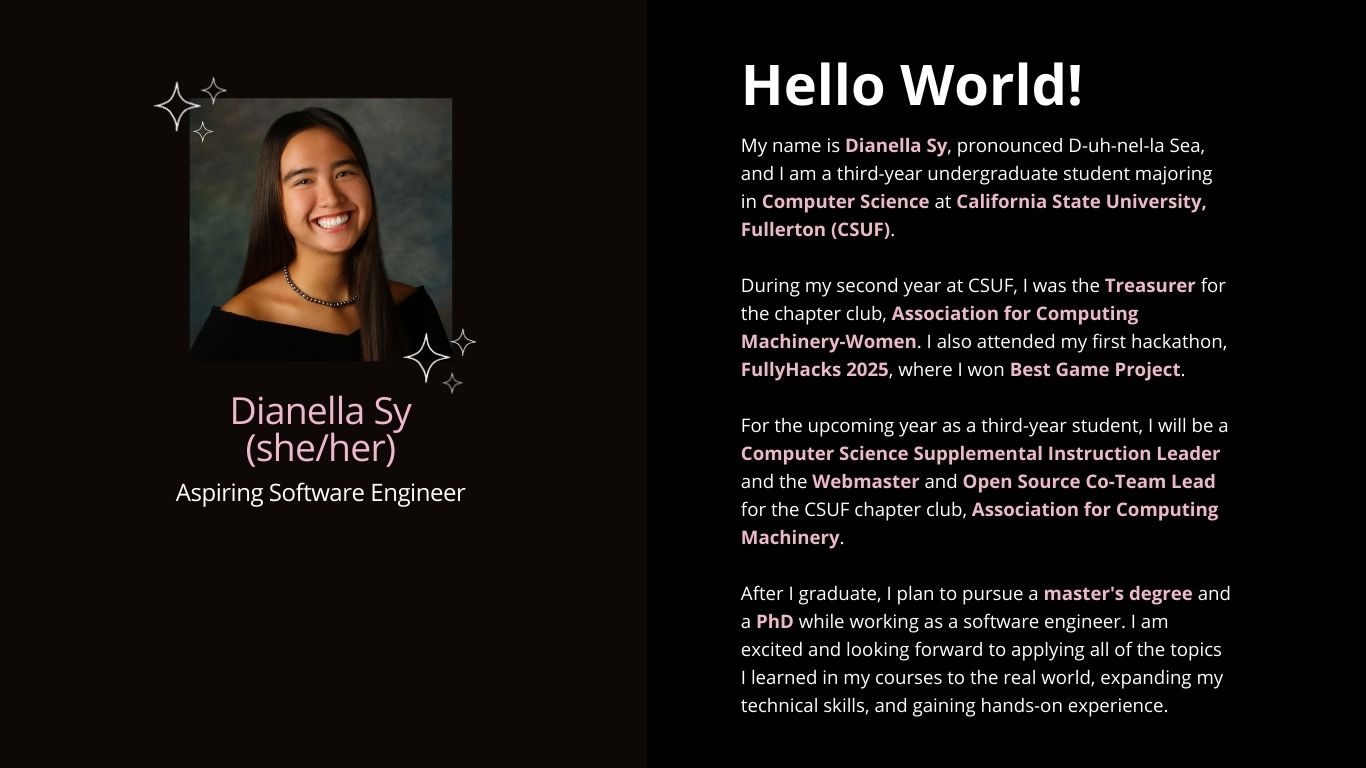 Dianella Sy
(she/her)
Aspiring Software Engineer
Hello World!
My name is Dianella Sy, pronounced D-uh-nel-la Sea,
and I am a third-year undergraduate student majoring
in Computer Science at California State University,
Fullerton (CSUF).
During my second year at CSUF, I was the Treasurer for
the chapter club, Association for Computing
Machinery-Women. I also attended my first hackathon,
FullyHacks 2025, where I won Best Game Project.
For the upcoming year as a third-year student, I will be a
Computer Science Supplemental Instruction Leader
and the Webmaster and Open Source Co-Team Lead
for the CSUF chapter club, Association for Computing
Machinery.
After I graduate, I plan to pursue a master's degree and
a PhD while working as a software engineer. I am
excited and looking forward to applying all of the topics
I learned in my courses to the real world, expanding my
technical skills, and gaining hands-on experience.